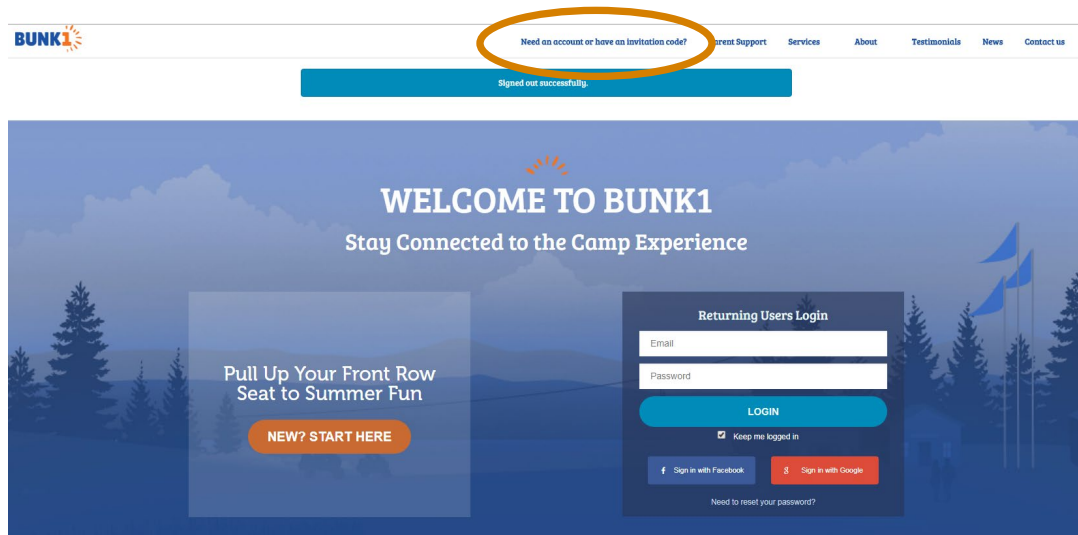 BUNK1
Need an account or have an invitation code? Parent Support Services About Testimonials News Contact us
Signed out successfully.
WELCOME TO BUNK1
Stay Connected to the Camp Experience
Pull Up Your Front Row
Seat to Summer Fun
NEW? START HERE
Returning Users Login
Email
Password
LOGIN
Keep me logged in
f Sign in with Facebook
g Sign in with Google
Need to reset your password?